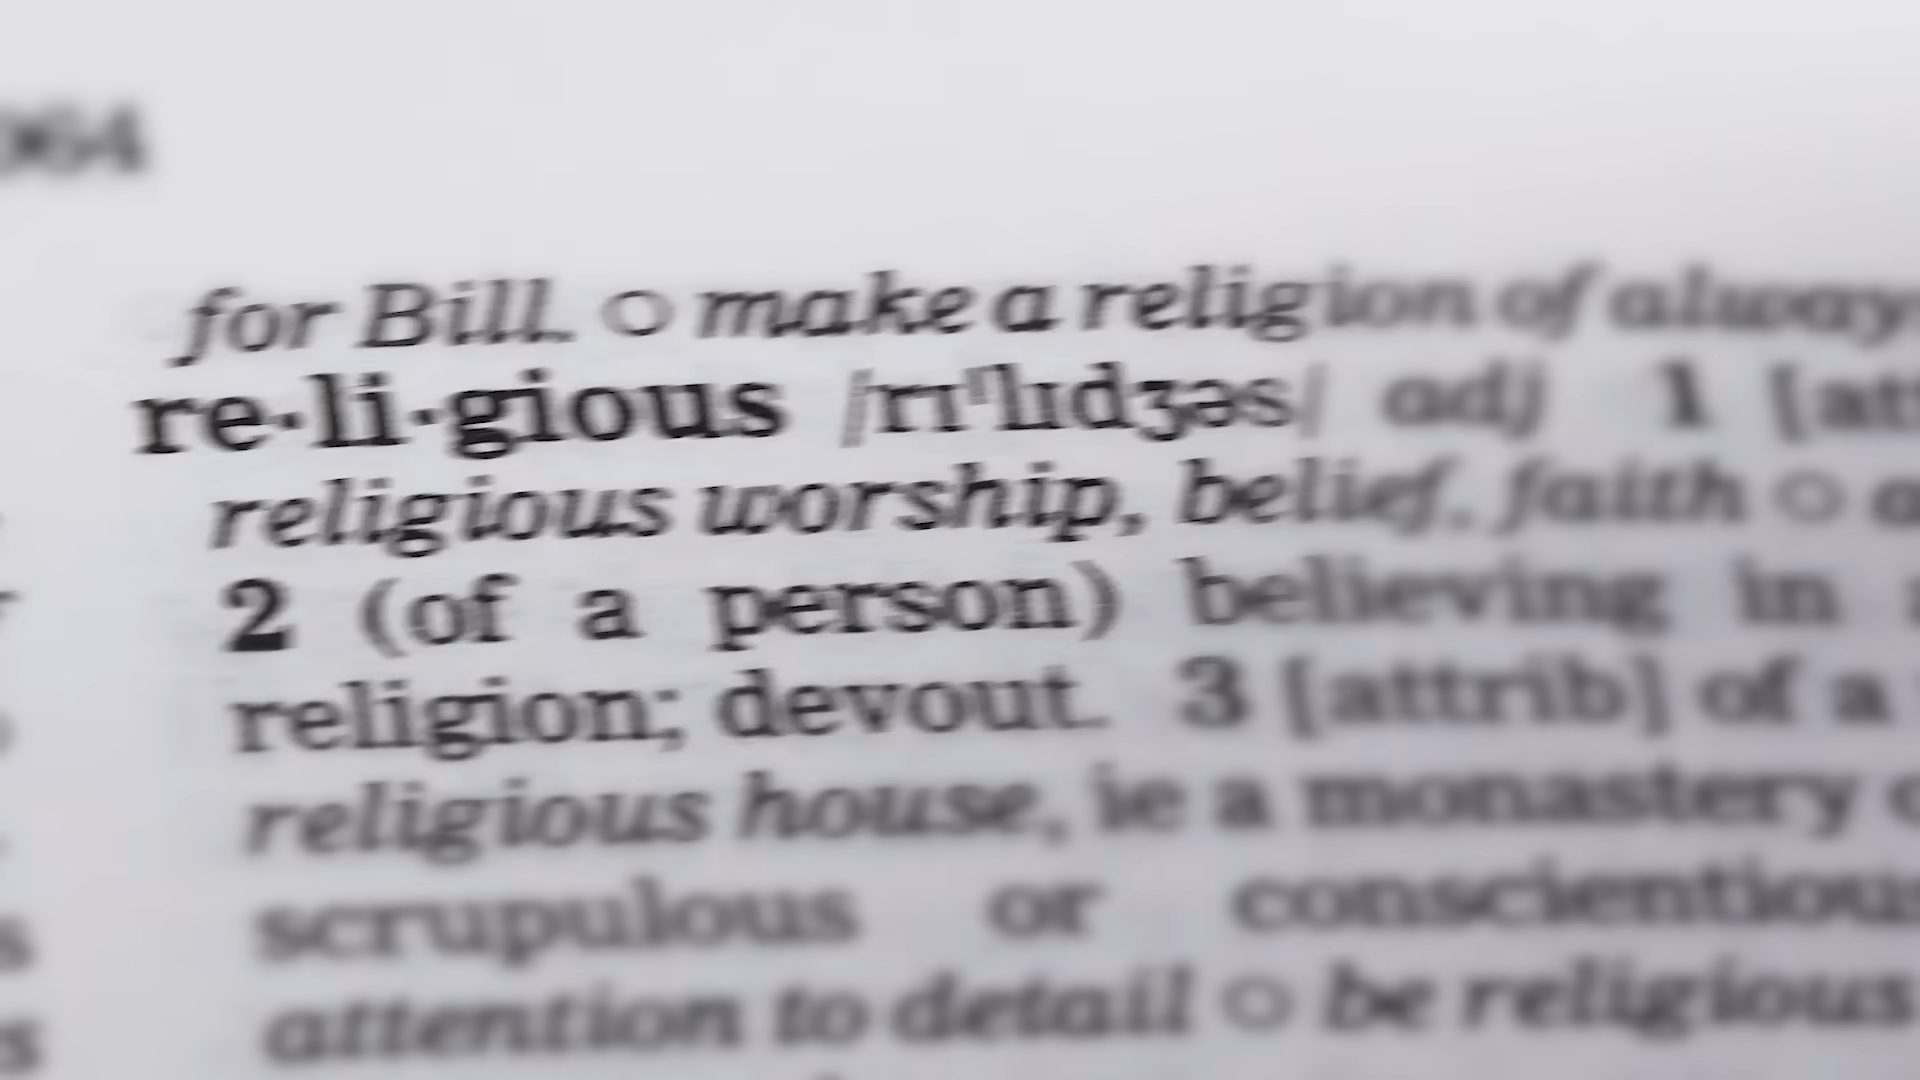 for Bill. ○ make a religion of always
re·li·gious /rɪˈlɪdʒəs/ adj 1 [att
religious worship, belief, faith ○ a
2 (of a person) believing in
religion; devout. 3 [attrib] of a
religious house, ie a monastery
scrupulous or conscientious
attention to detail ○ be religious